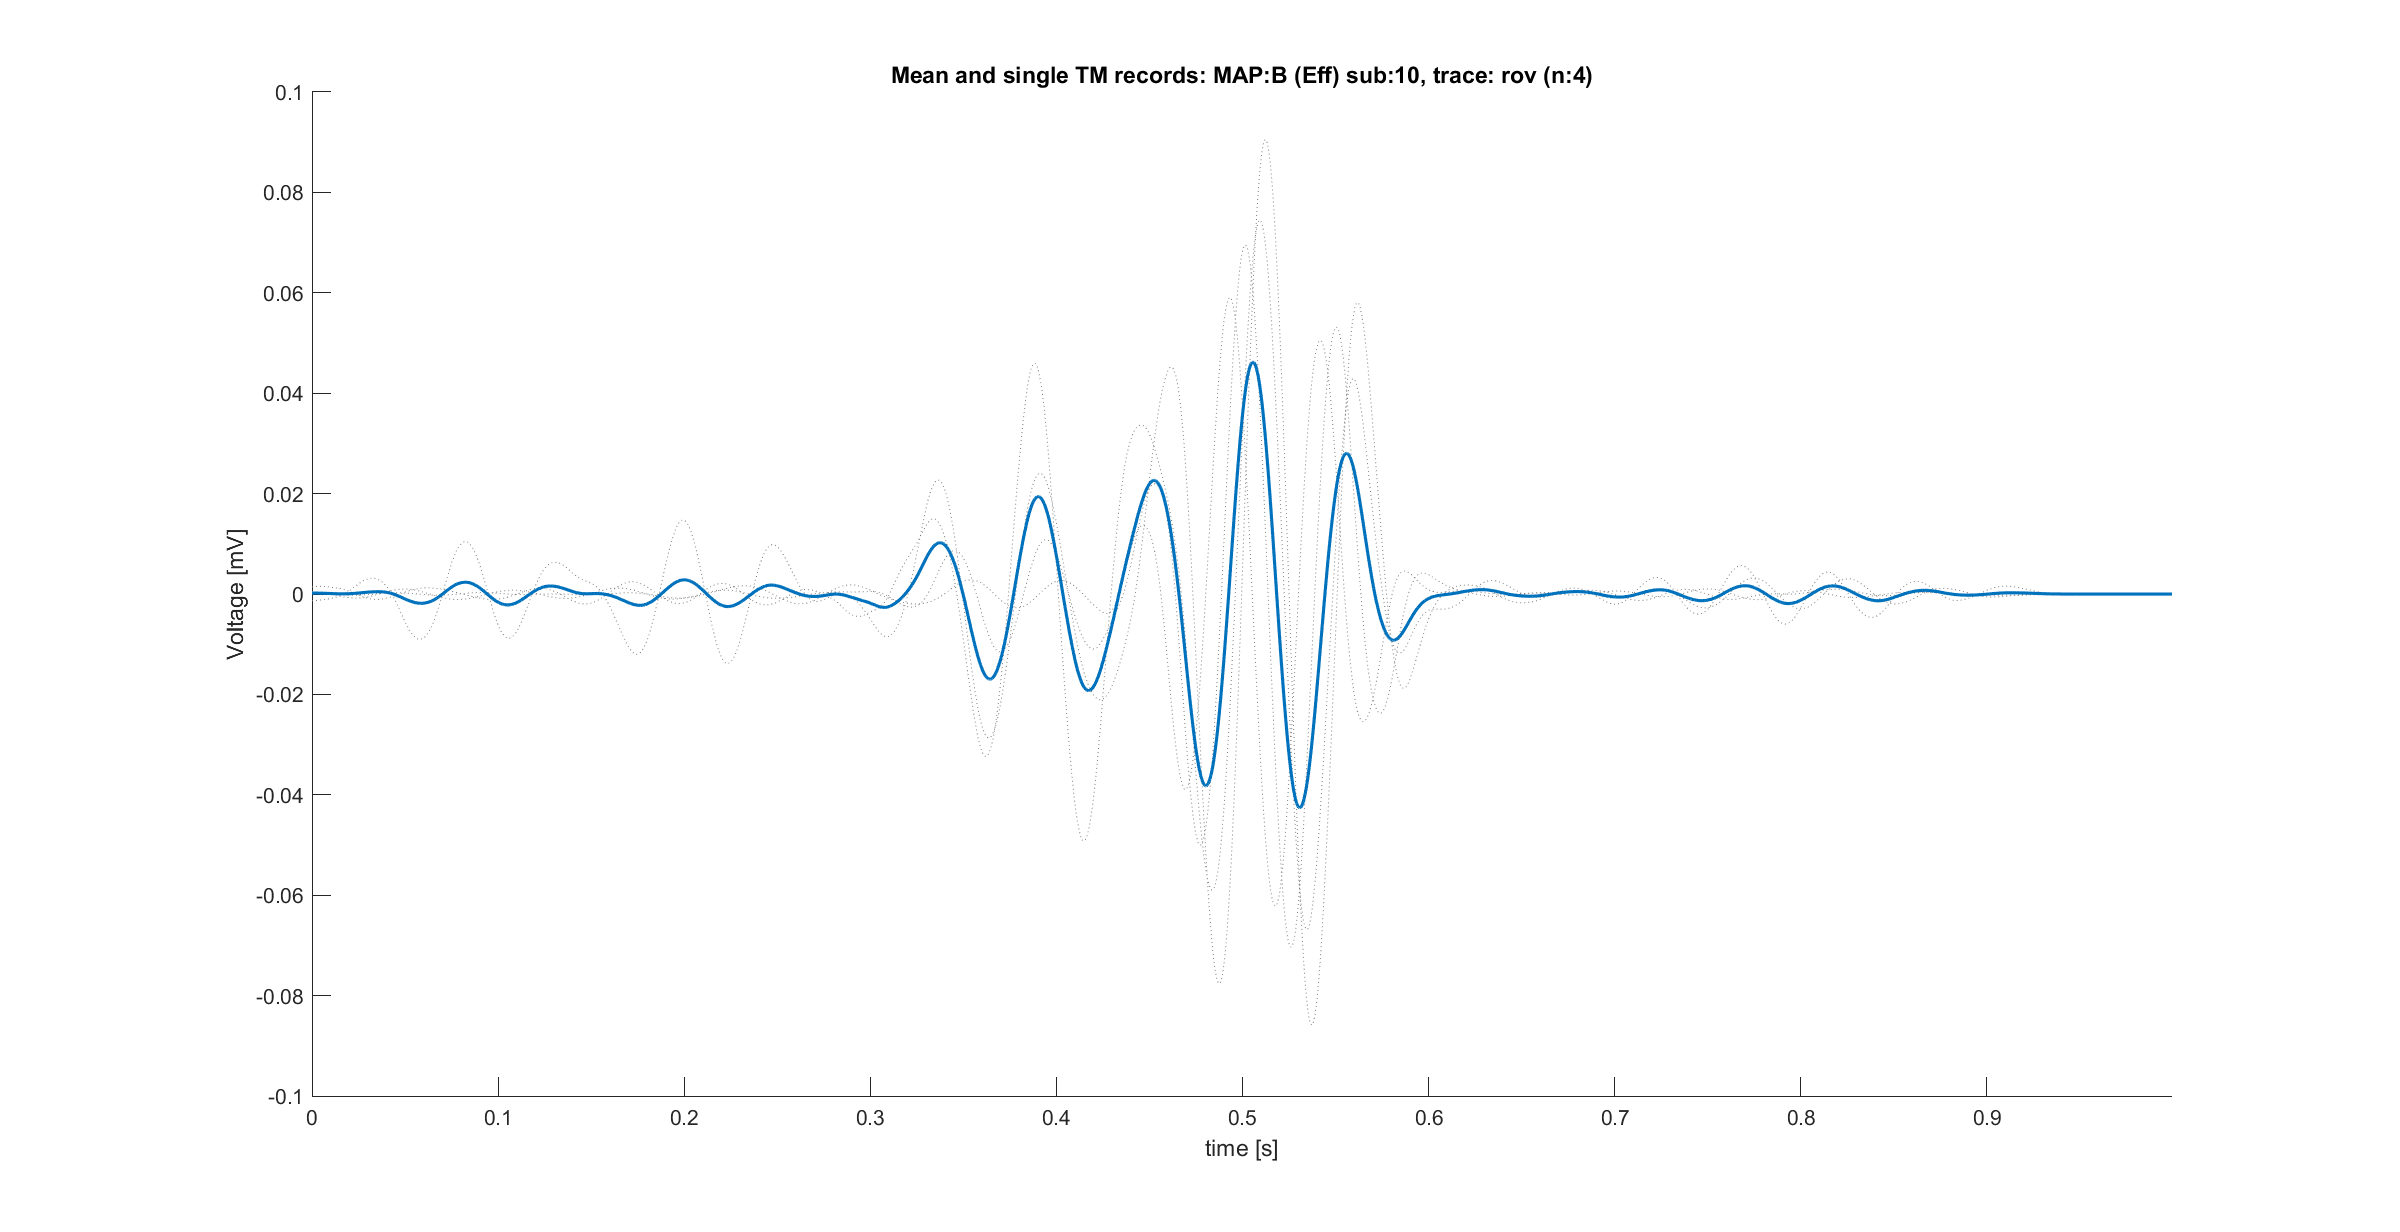 Mean and single TM records: MAP:B (Eff) sub:10, trace: rov (n:4)
0.1
0.08
0.06
0.04
0.02
0
-0.02
-0.04
-0.06
-0.08
-0.1
Voltage [mV]
0 0.1 0.2 0.3 0.4 0.5 0.6 0.7 0.8 0.9
time [s]